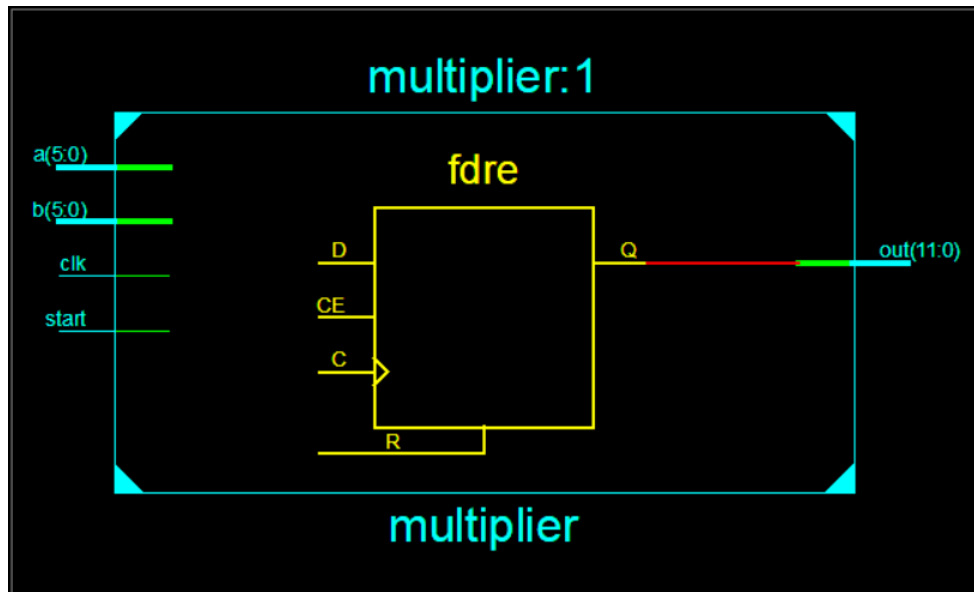 multiplier:1
a(5:0)
fdre
b(5:0)
D
Q
out(11:0)
clk
CE
start
C
R
multiplier